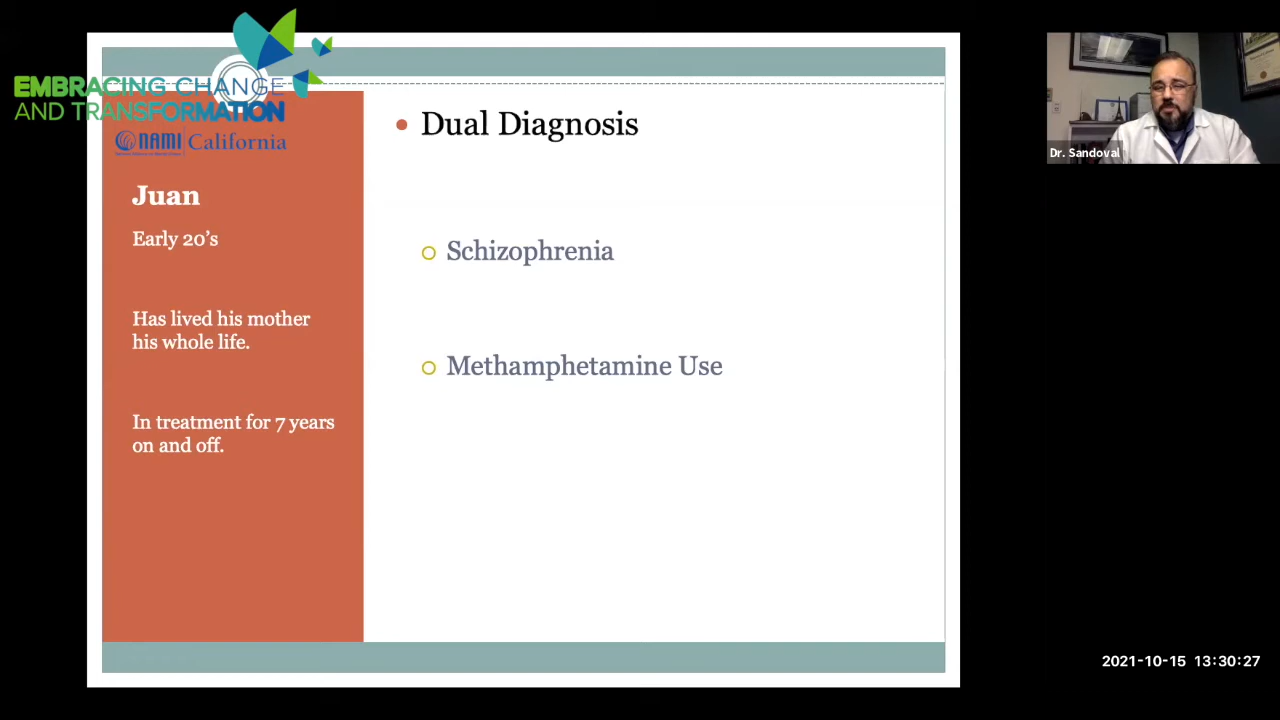 EMBRACING CHANGE
AND TRANSFORMATION
NAMI California
Juan
Early 20's
Has lived his mother
his whole life.
In treatment for 7 years
on and off.
Dual Diagnosis
Schizophrenia
Methamphetamine Use
Dr. Sandoval
2021-10-15 13:30:27